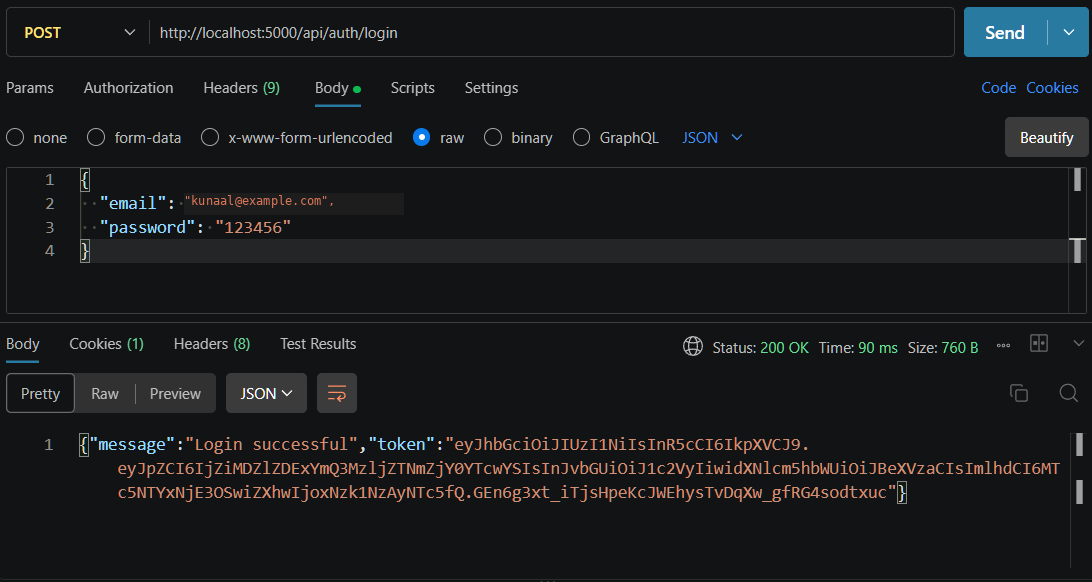 POST http://localhost:5000/api/auth/login Send
Params Authorization Headers (9) Body Scripts Settings Code Cookies
none form-data x-www-form-urlencoded raw binary GraphQL JSON Beautify
1 {
2 "email": "kunaal@example.com",
3 "password": "123456"
4 }
Body Cookies (1) Headers (8) Test Results Status: 200 OK Time: 90 ms Size: 760 B
Pretty Raw Preview JSON
1 {"message":"Login successful","token":"eyJhbGciOiJIUzI1NiIsInR5cCI6IkpXVCJ9.
eyJpZCI6IjZiMDZlZDExYmQ3MzljZTNmZjY0YTcwYSIsInJvbGUiOiJ1c2VyIiwidXNlcm5hbWUiOiJBeXVzaCIsImlhdCI6MT
c5NTYxNjE3OSwiZXhwIjoxNzk1NzAyNTc5fQ.GEn6g3xt_iTjsHpeKcJWEhysTvDqXw_gfRG4sodtxuc"}